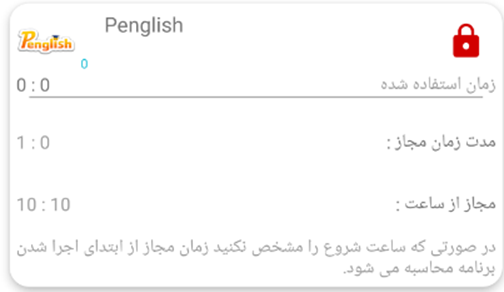 Penglish
Penglish
0
زمان استفاده شده 0 : 0
مدت زمان مجاز : 1 : 0
مجاز از ساعت : 10 : 10
در صورتی که ساعت شروع را مشخص نکنید زمان مجاز از ابتدای اجرا شدن
برنامه محاسبه می شود.